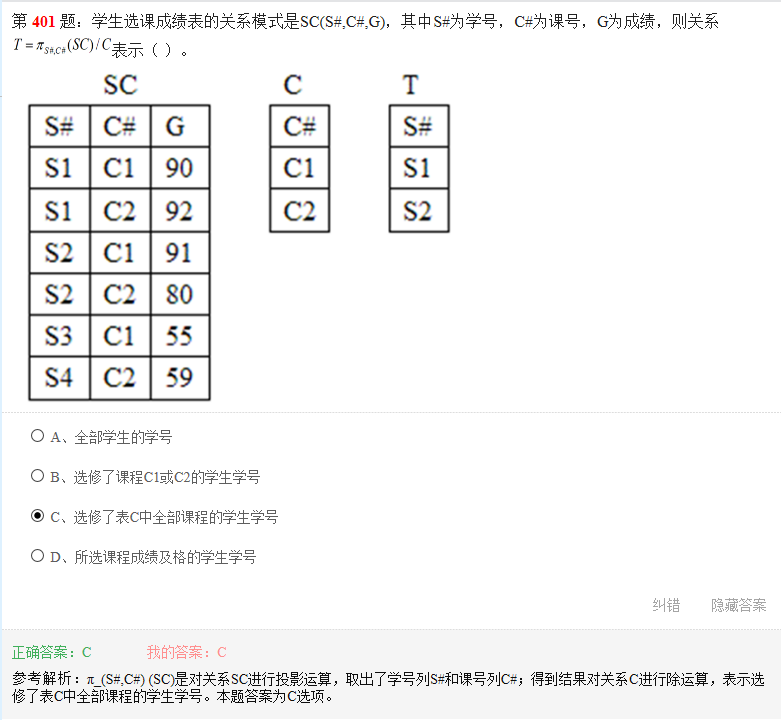 第 401 题：学生选课成绩表的关系模式是SC(S#,C#,G)，其中S#为学号，C#为课号，G为成绩，则关系
T = π_{S#,C#}(SC)/C表示（ ）。
SC C T
S# C# G C# S#
S1 C1 90 C1 S1
S1 C2 92 C2 S2
S2 C1 91
S2 C2 80
S3 C1 55
S4 C2 59
A、全部学生的学号
B、选修了课程C1或C2的学生学号
C、选修了表C中全部课程的学生学号
D、所选课程成绩及格的学生学号
纠错 隐藏答案
正确答案：C 我的答案：C
参考解析：π_(S#,C#) (SC)是对关系SC进行投影运算，取出了学号列S#和课号列C#；得到结果对关系C进行除运算，表示选
修了表C中全部课程的学生学号。本题答案为C选项。